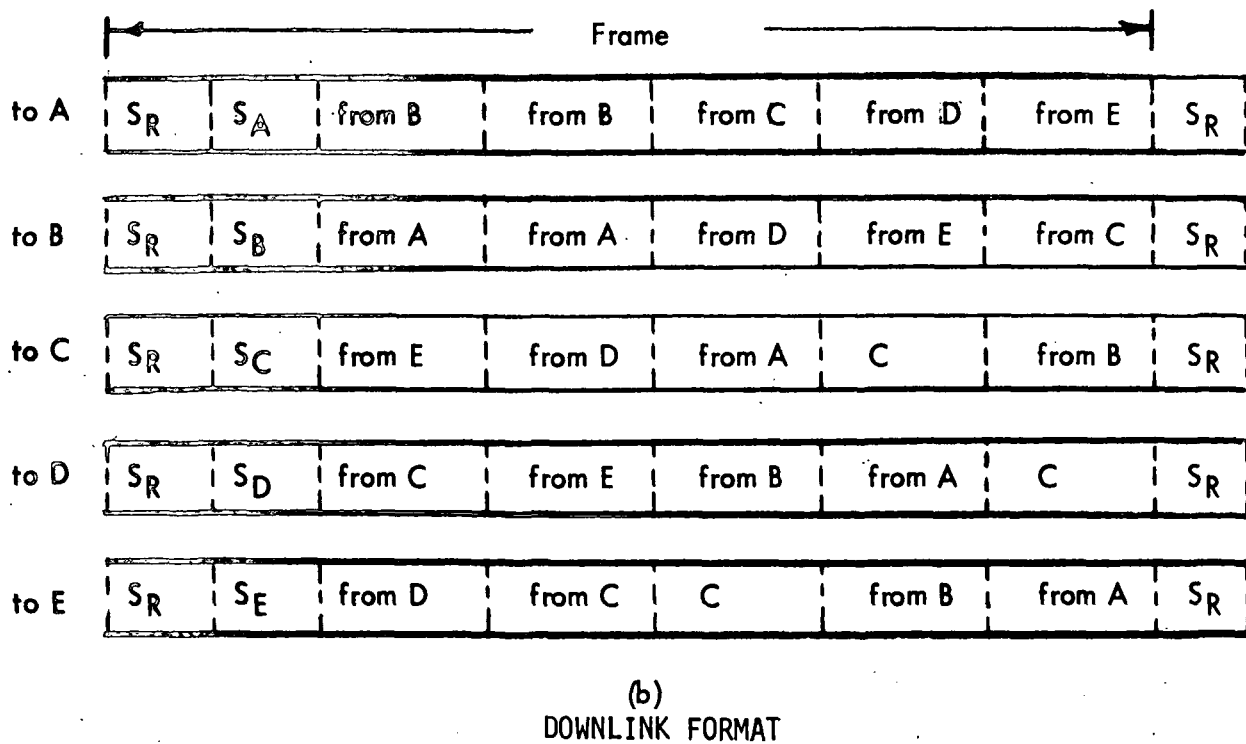 Frame
to A S_R S_A from B from B from C from D from E S_R
to B S_R S_B from A from A from D from E from C S_R
to C S_R S_C from E from D from A C from B S_R
to D S_R S_D from C from E from B from A C S_R
to E S_R S_E from D from C C from B from A S_R
(b)
DOWNLINK FORMAT